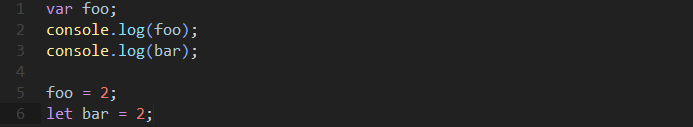 1 var foo;
2 console.log(foo);
3 console.log(bar);
4
5 foo = 2;
6 let bar = 2;